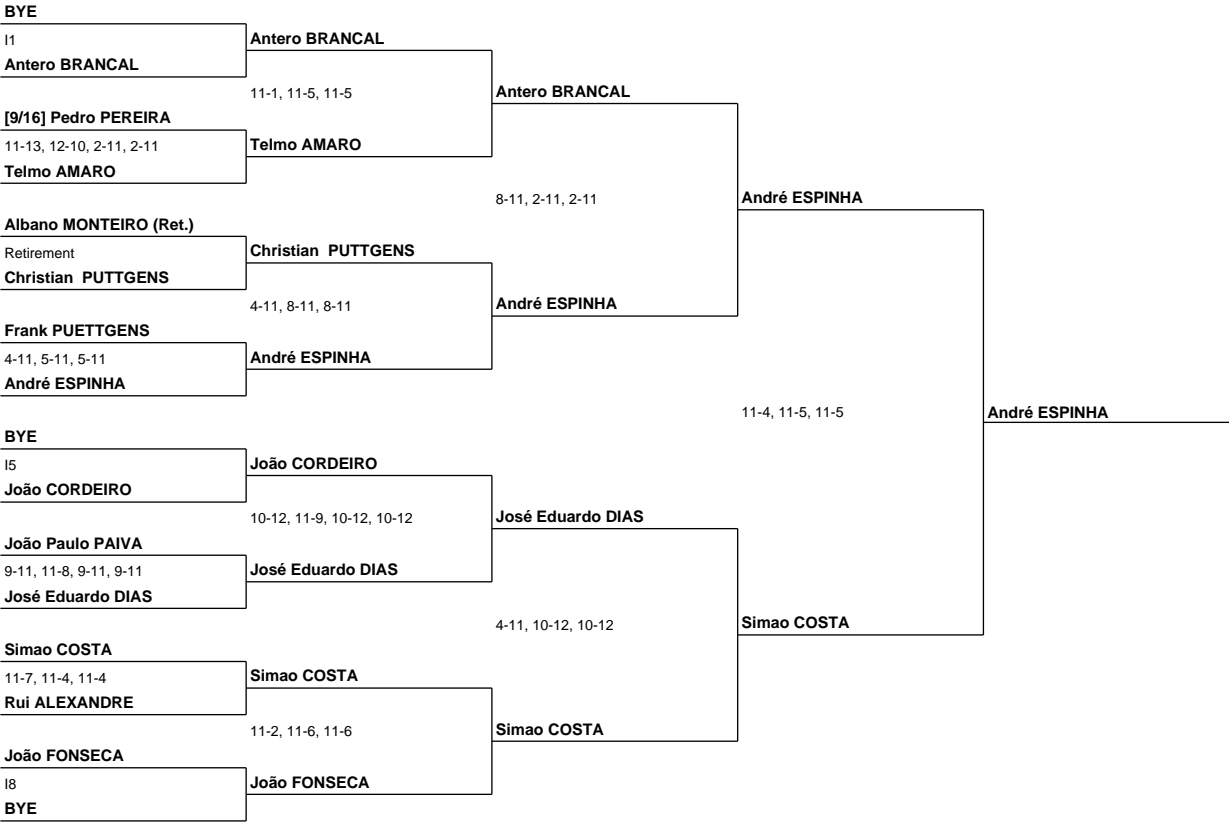 BYE
I1
Antero BRANCAL
[9/16] Pedro PEREIRA
11-13, 12-10, 2-11, 2-11
Telmo AMARO
Albano MONTEIRO (Ret.)
Retirement
Christian  PUTTGENS
Frank PUETTGENS
4-11, 5-11, 5-11
André ESPINHA
BYE
I5
João CORDEIRO
João Paulo PAIVA
9-11, 11-8, 9-11, 9-11
José Eduardo DIAS
Simao COSTA
11-7, 11-4, 11-4
Rui ALEXANDRE
João FONSECA
I8
BYE
Antero BRANCAL
11-1, 11-5, 11-5
Telmo AMARO
Christian  PUTTGENS
4-11, 8-11, 8-11
André ESPINHA
João CORDEIRO
10-12, 11-9, 10-12, 10-12
José Eduardo DIAS
Simao COSTA
11-2, 11-6, 11-6
João FONSECA
Antero BRANCAL
8-11, 2-11, 2-11
André ESPINHA
José Eduardo DIAS
4-11, 10-12, 10-12
Simao COSTA
André ESPINHA
11-4, 11-5, 11-5
Simao COSTA
André ESPINHA